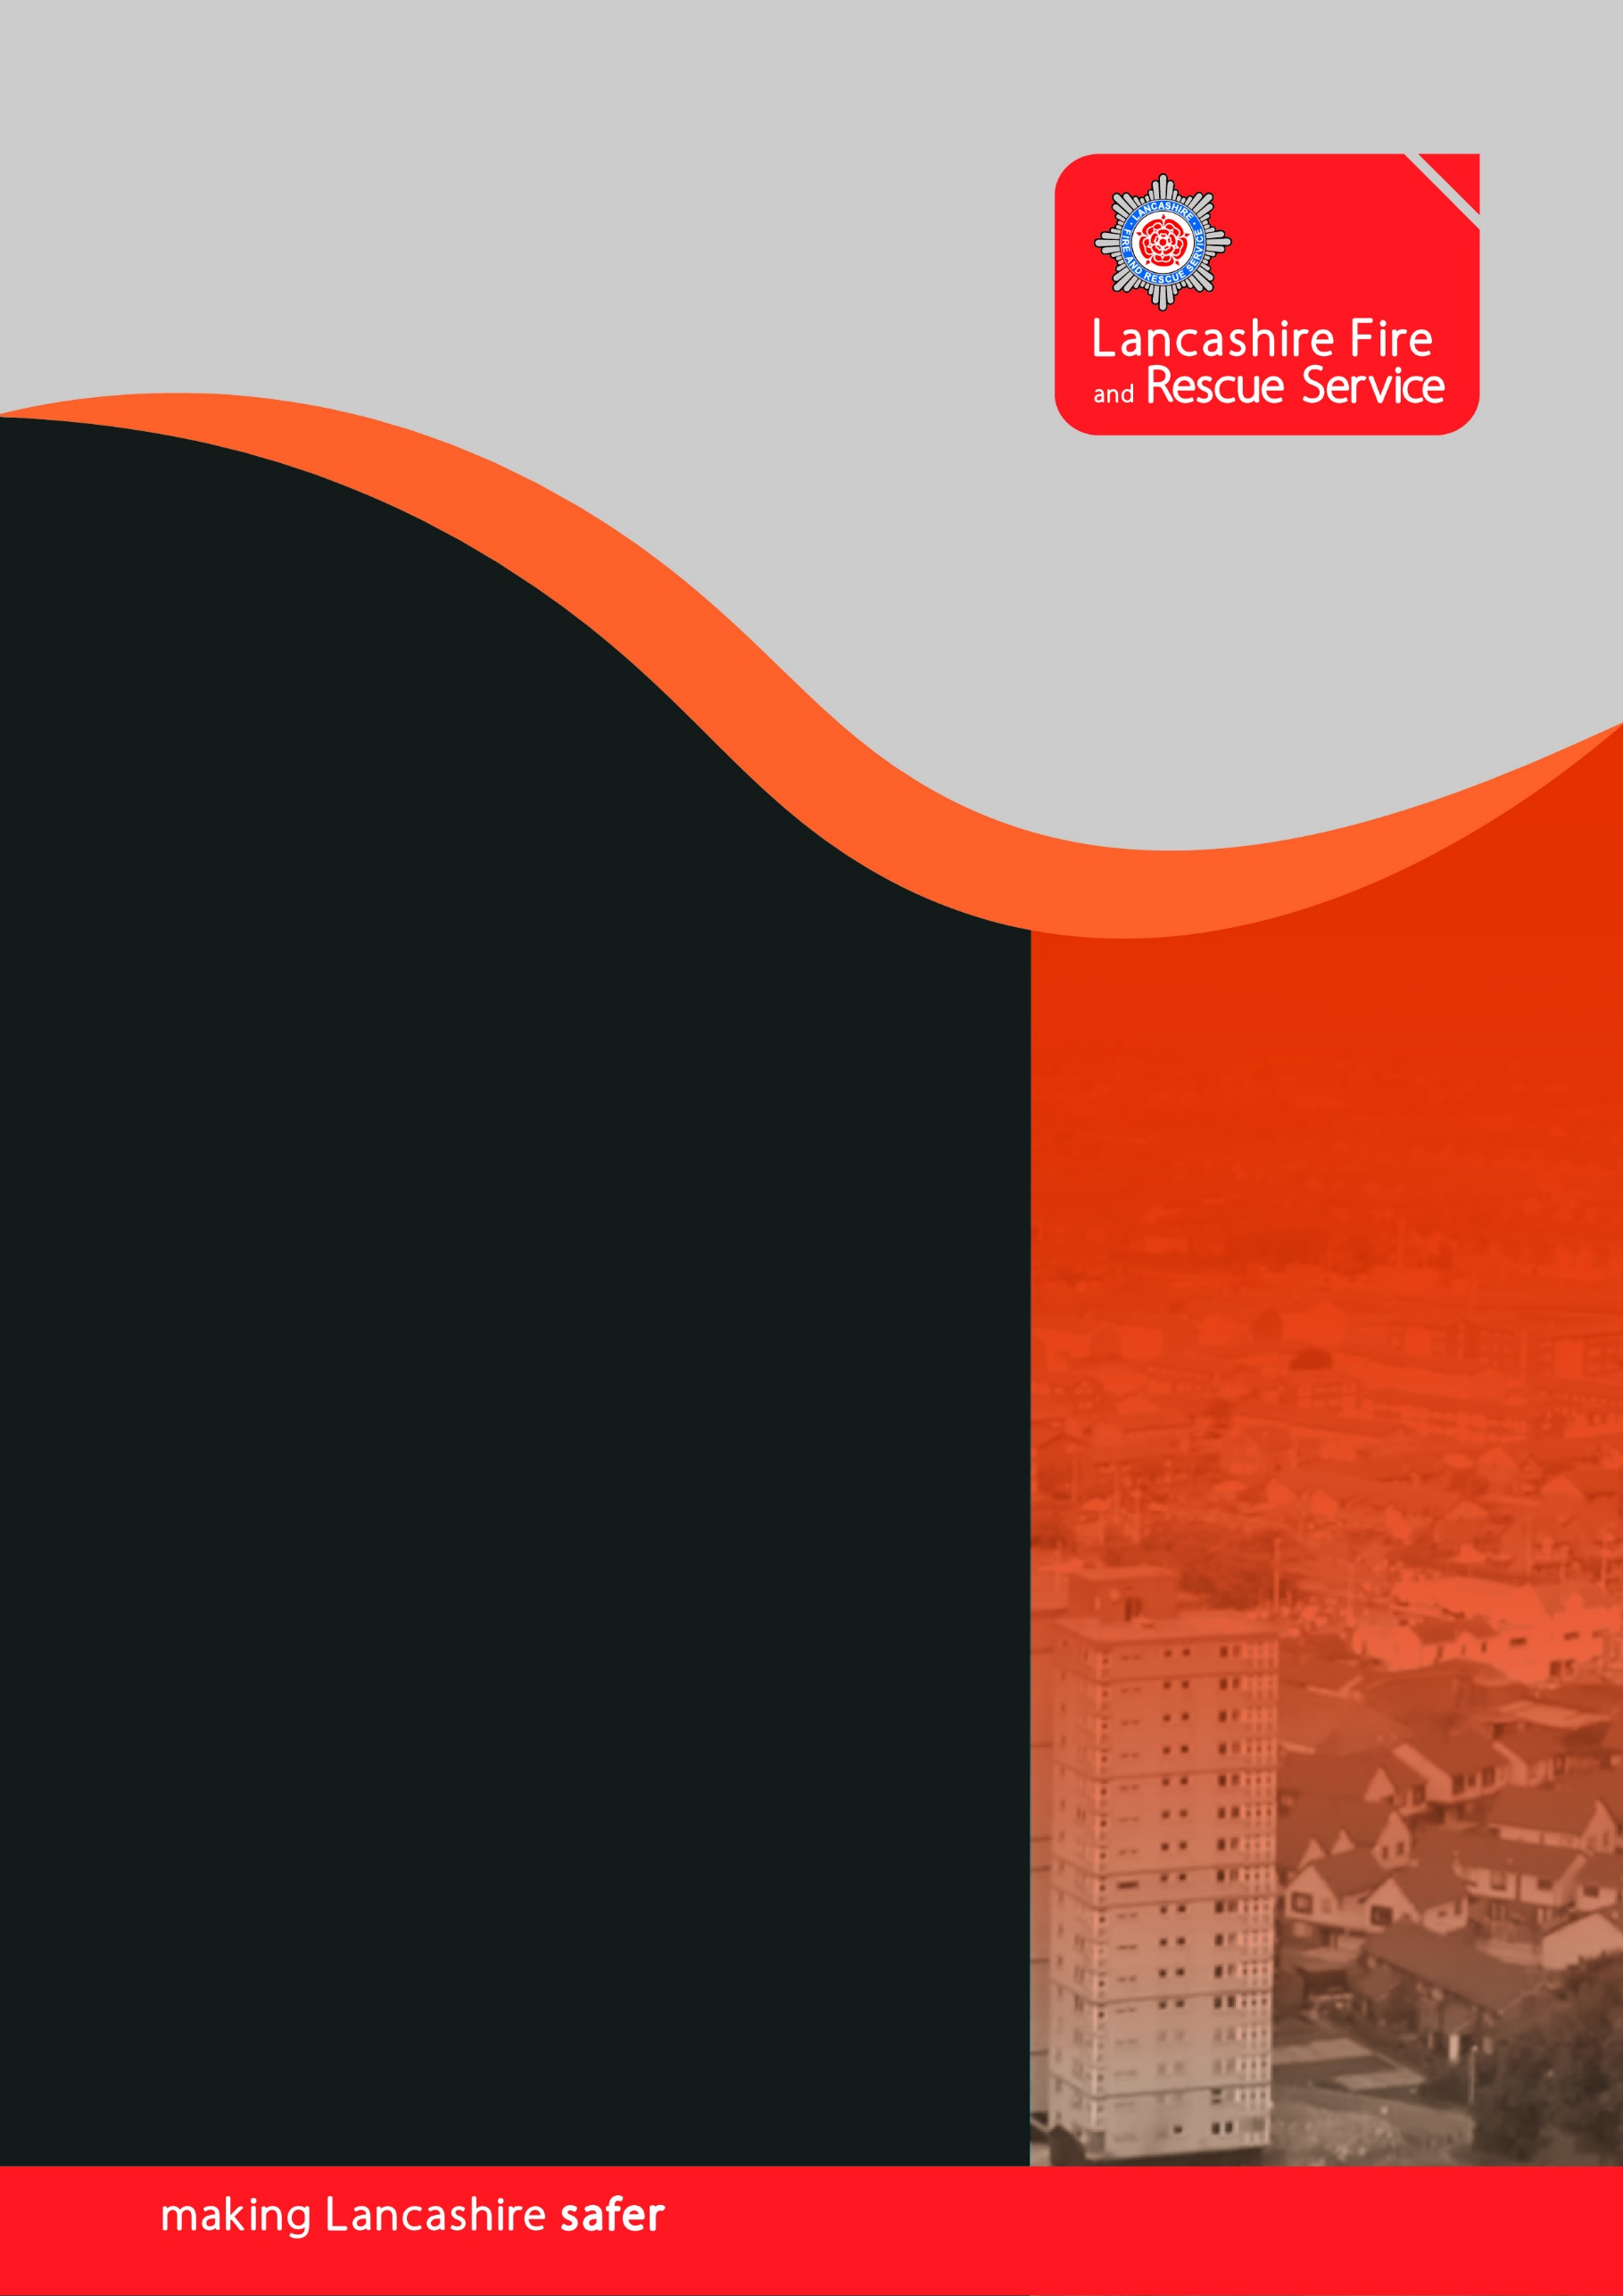 LANCASHIRE
FIRE AND RESCUE SERVICE
Lancashire Fire
and Rescue Service
making Lancashire safer